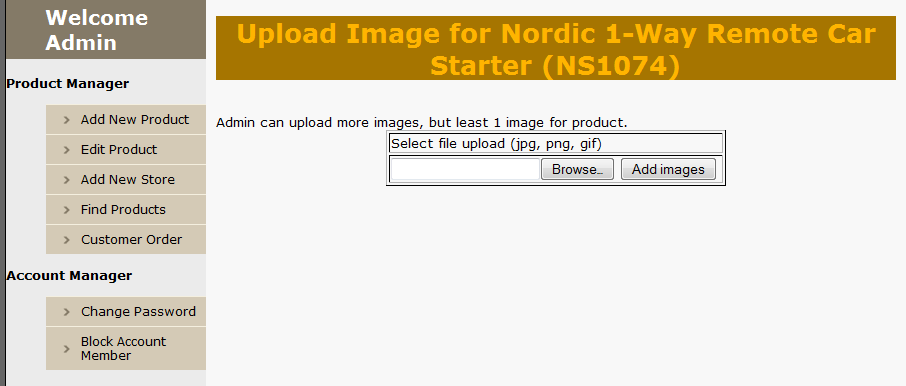 Welcome
Admin
Product Manager
Add New Product
Edit Product
Add New Store
Find Products
Customer Order
Account Manager
Change Password
Block Account
Member
Upload Image for Nordic 1-Way Remote Car
Starter (NS1074)
Admin can upload more images, but least 1 image for product.
Select file upload (jpg, png, gif)
Browse… Add images